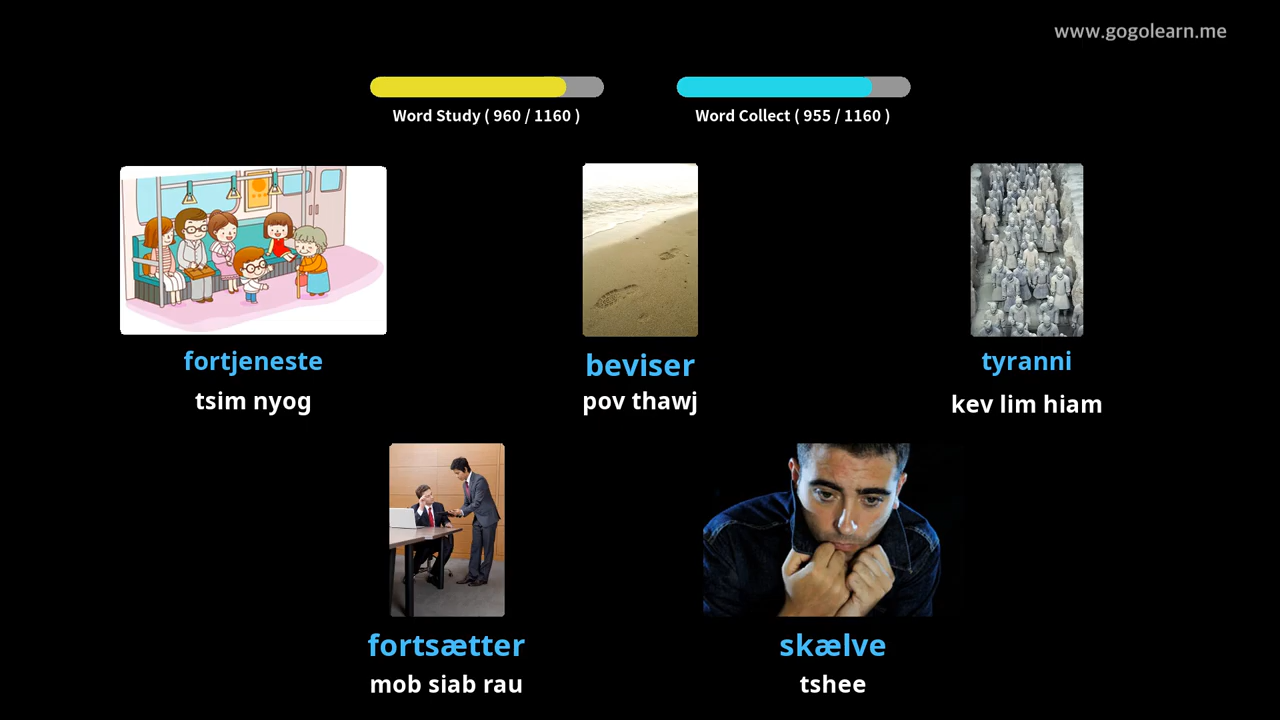 www.gogolearn.me
Word Study ( 960 / 1160 )
Word Collect ( 955 / 1160 )
fortjeneste
tsim nyog
beviser
pov thawj
tyranni
kev lim hiam
fortsætter
mob siab rau
skælve
tshee